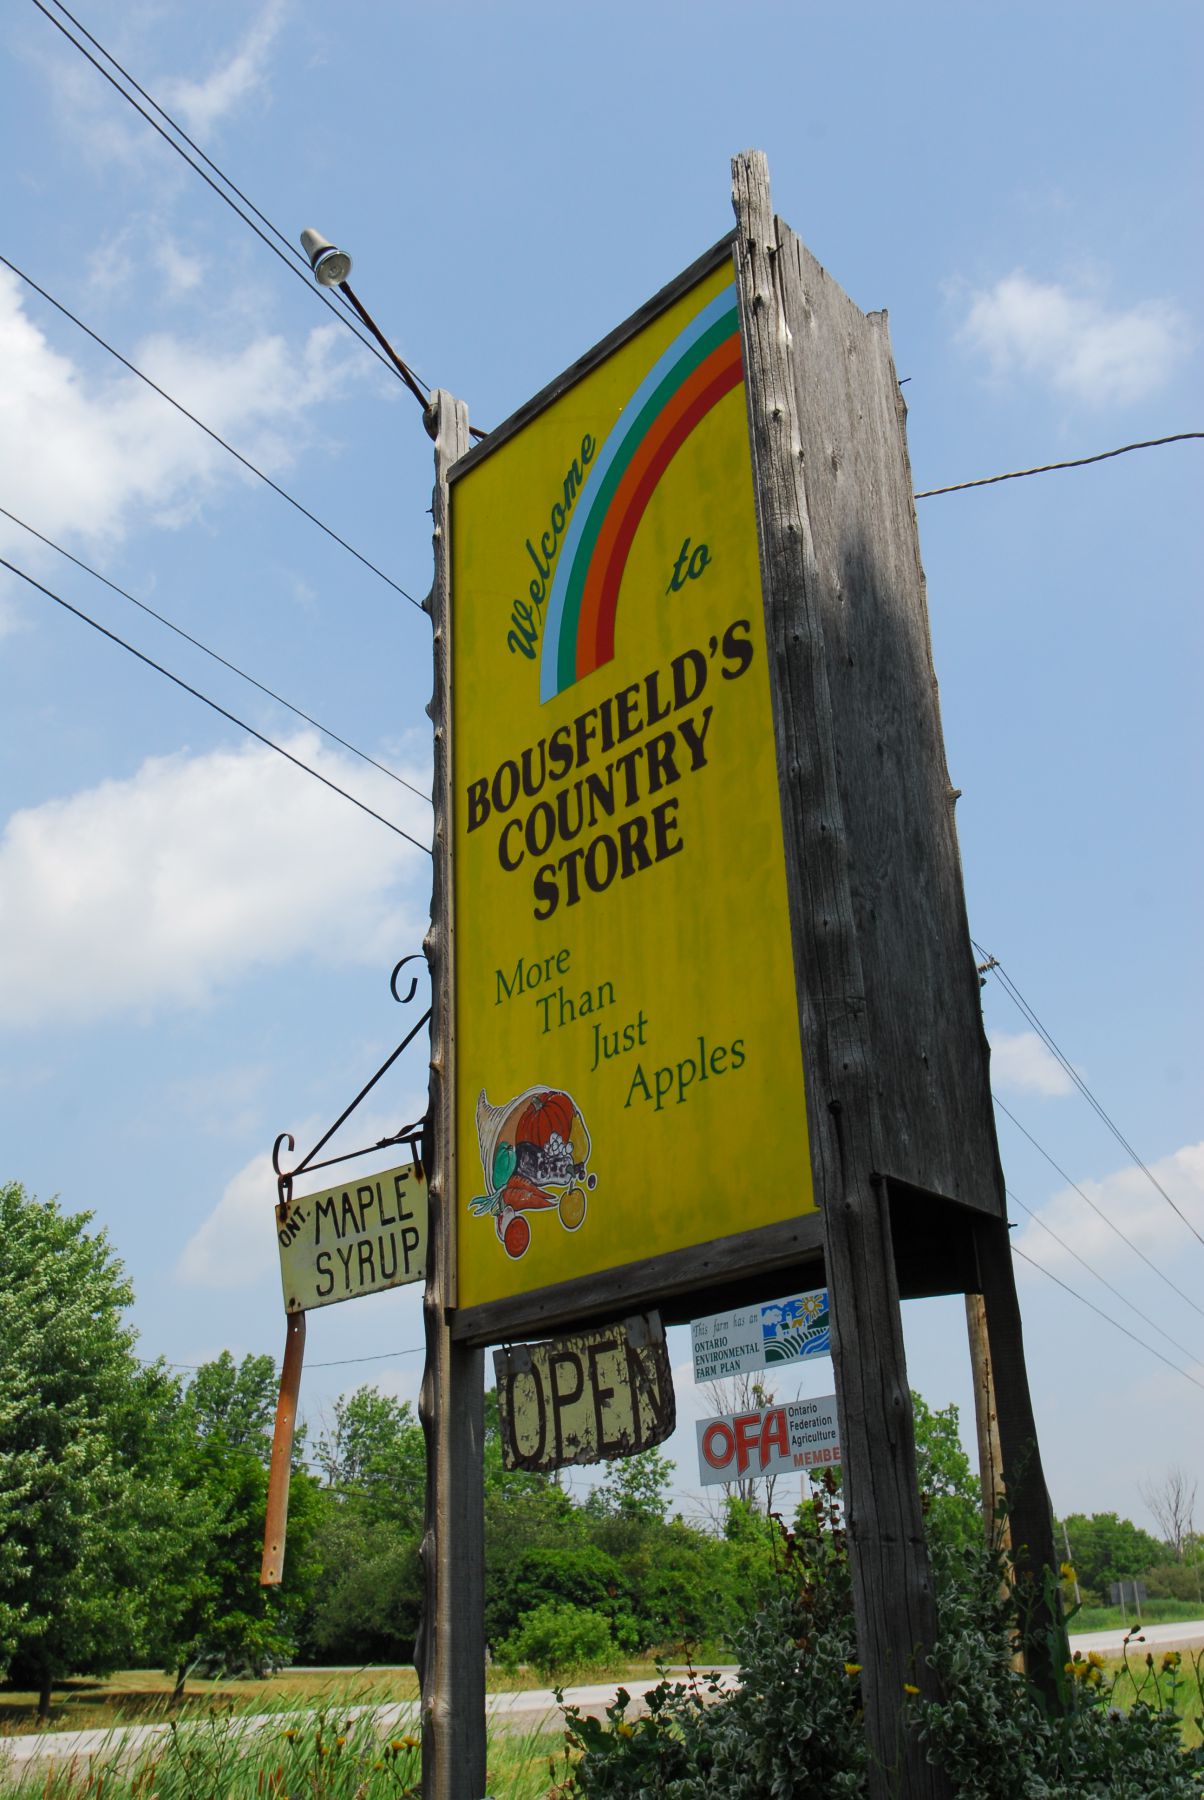 Welcome
to
BOUSFIELD'S
COUNTRY
STORE
More
Than
Just
Apples
ONT. MAPLE
SYRUP
OPEN
This farm has an
ONTARIO
ENVIRONMENTAL
FARM PLAN
OFA
Ontario
Federation
Agriculture
MEMBE